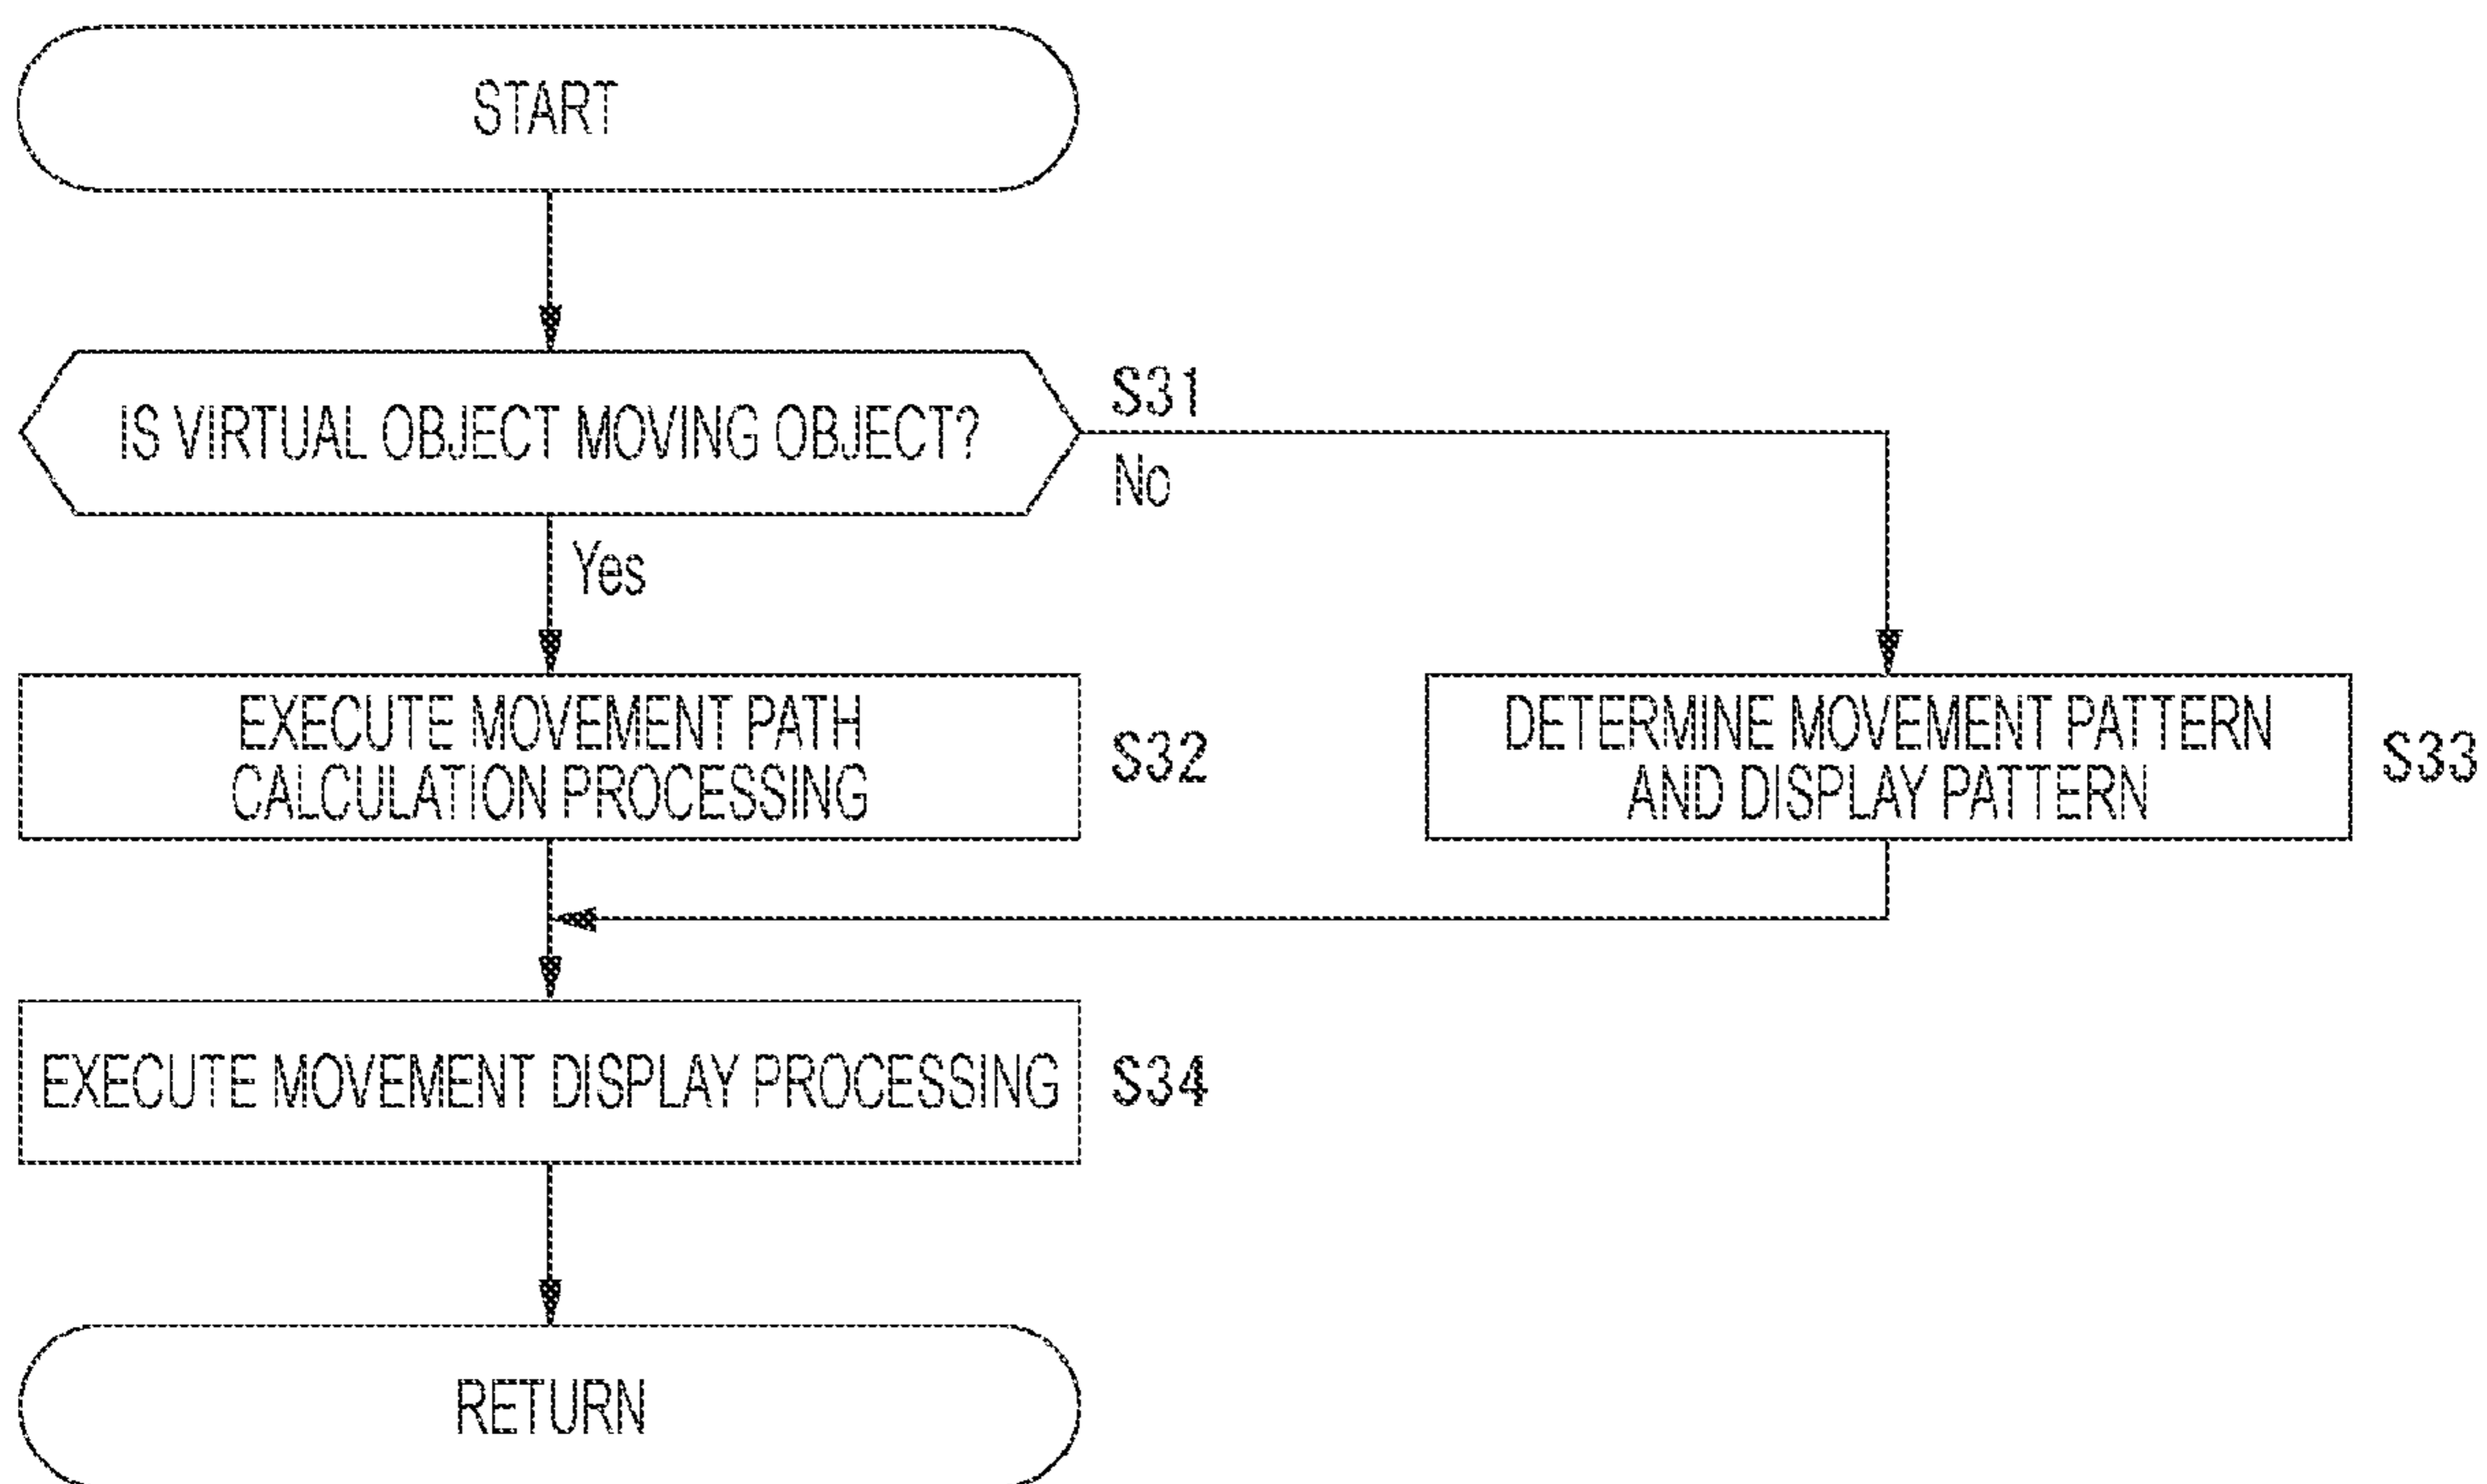 START
IS VIRTUAL OBJECT MOVING OBJECT?
S31
No
Yes
EXECUTE MOVEMENT PATH
CALCULATION PROCESSING
S32
DETERMINE MOVEMENT PATTERN
AND DISPLAY PATTERN
S33
EXECUTE MOVEMENT DISPLAY PROCESSING
S34
RETURN